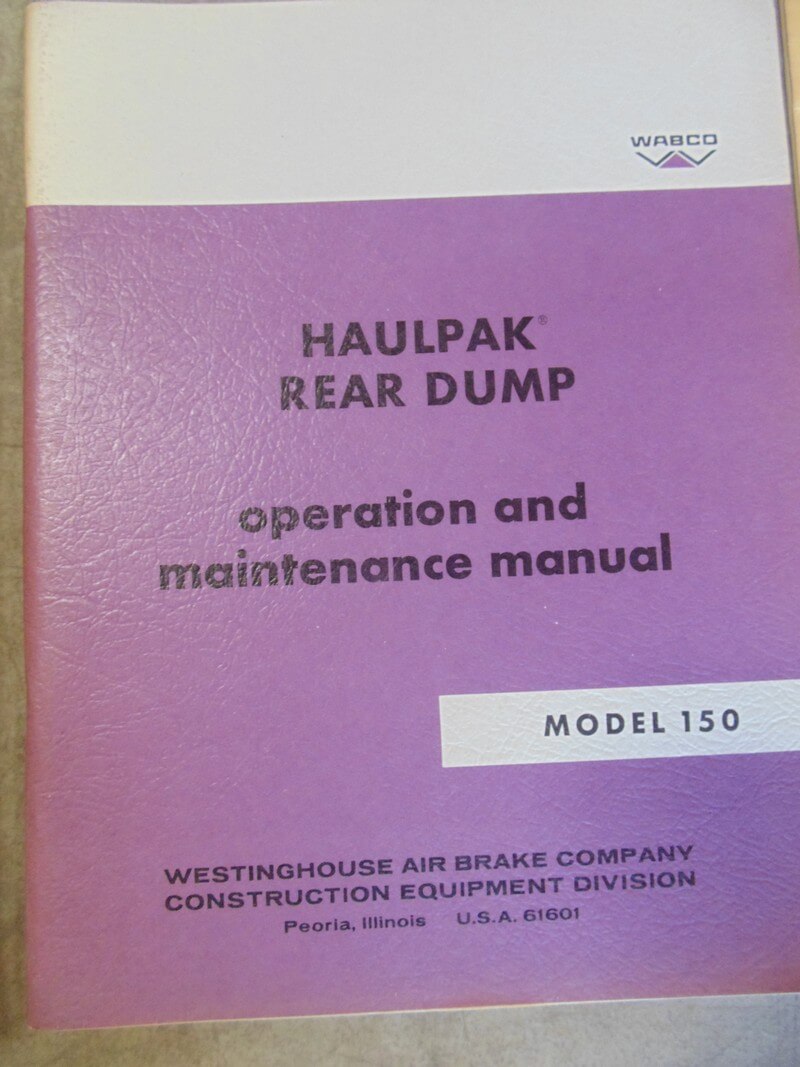 WABCO
HAULPAK®
REAR DUMP
operation and
maintenance manual
MODEL 150
WESTINGHOUSE AIR BRAKE COMPANY
CONSTRUCTION EQUIPMENT DIVISION
Peoria, Illinois U.S.A. 61601